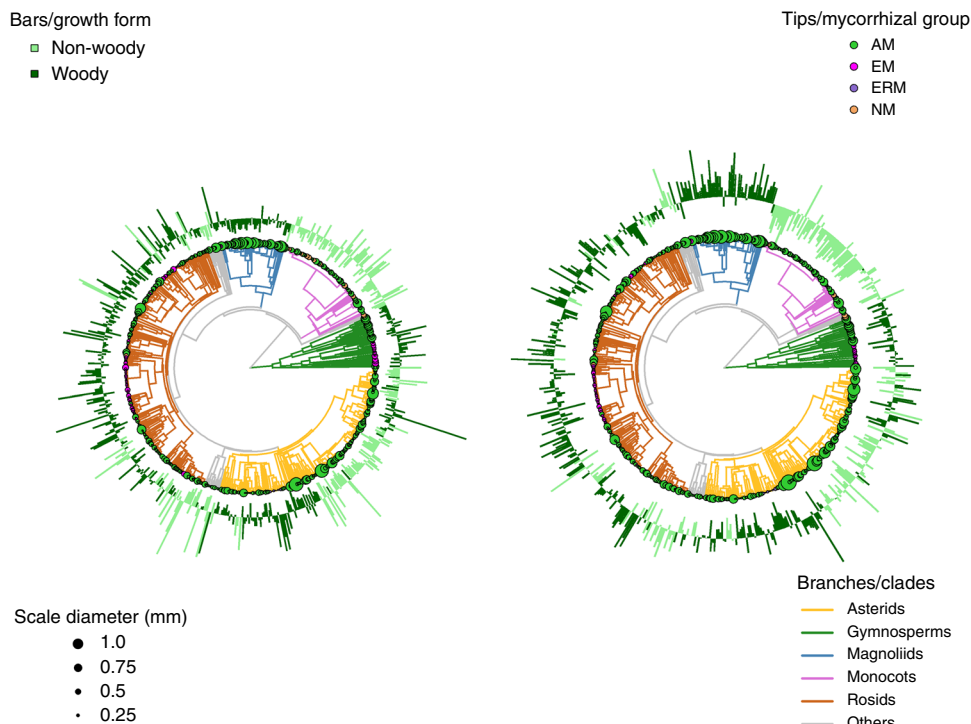 Bars/growth form
Non-woody
Woody
Tips/mycorrhizal group
AM
EM
ERM
NM
Scale diameter (mm)
1.0
0.75
0.5
0.25
Branches/clades
Asterids
Gymnosperms
Magnoliids
Monocots
Rosids
Others